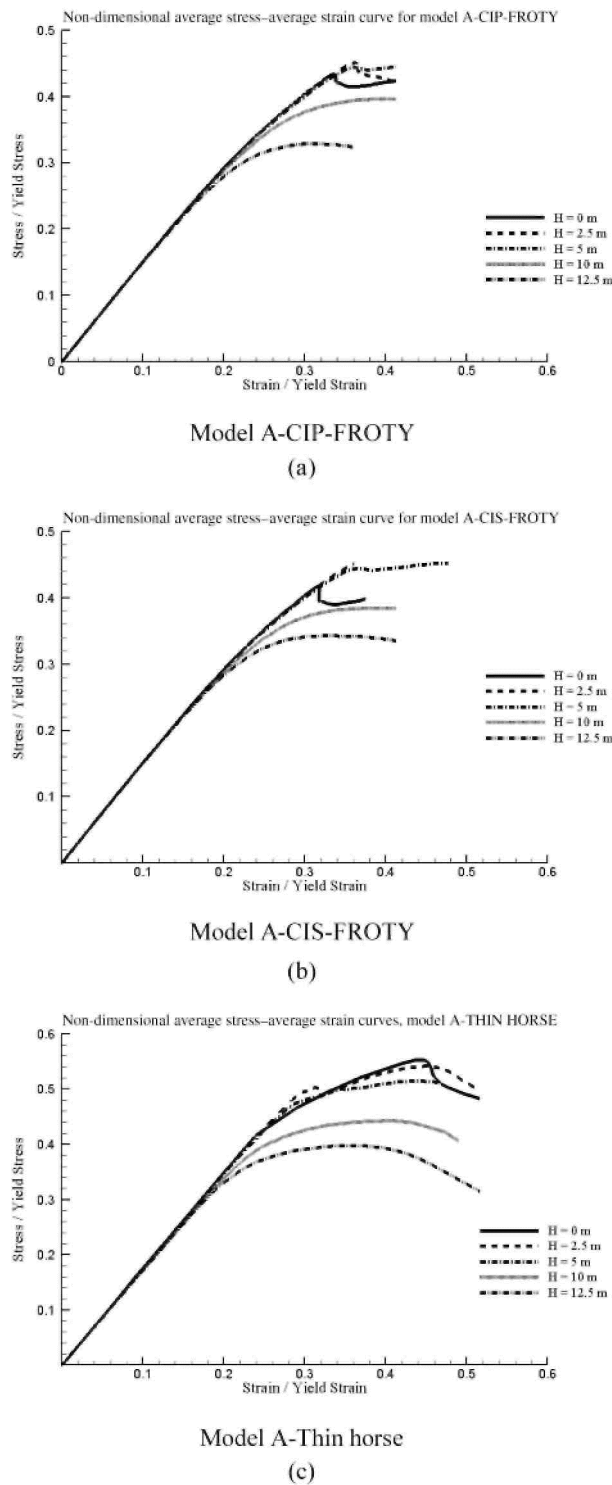 Non-dimensional average stress–average strain curve for model A-CIP-FROTY
0.5
0.4
0.3
0.2
0.1
0
Stress / Yield Stress
H = 0 m
H = 2.5 m
H = 5 m
H = 10 m
H = 12.5 m
0 0.1 0.2 0.3 0.4 0.5 0.6
Strain / Yield Strain
Model A-CIP-FROTY
(a)
Non-dimensional average stress–average strain curve for model A-CIS-FROTY
0.5
0.4
0.3
0.2
0.1
Stress / Yield Stress
H = 0 m
H = 2.5 m
H = 5 m
H = 10 m
H = 12.5 m
0.1 0.2 0.3 0.4 0.5 0.6
Strain / Yield Strain
Model A-CIS-FROTY
(b)
Non-dimensional average stress–average strain curves, model A-THIN HORSE
0.6
0.5
0.4
0.3
0.2
0.1
Stress / Yield Stress
H = 0 m
H = 2.5 m
H = 5 m
H = 10 m
H = 12.5 m
0.1 0.2 0.3 0.4 0.5 0.6
Strain / Yield Strain
Model A-Thin horse
(c)